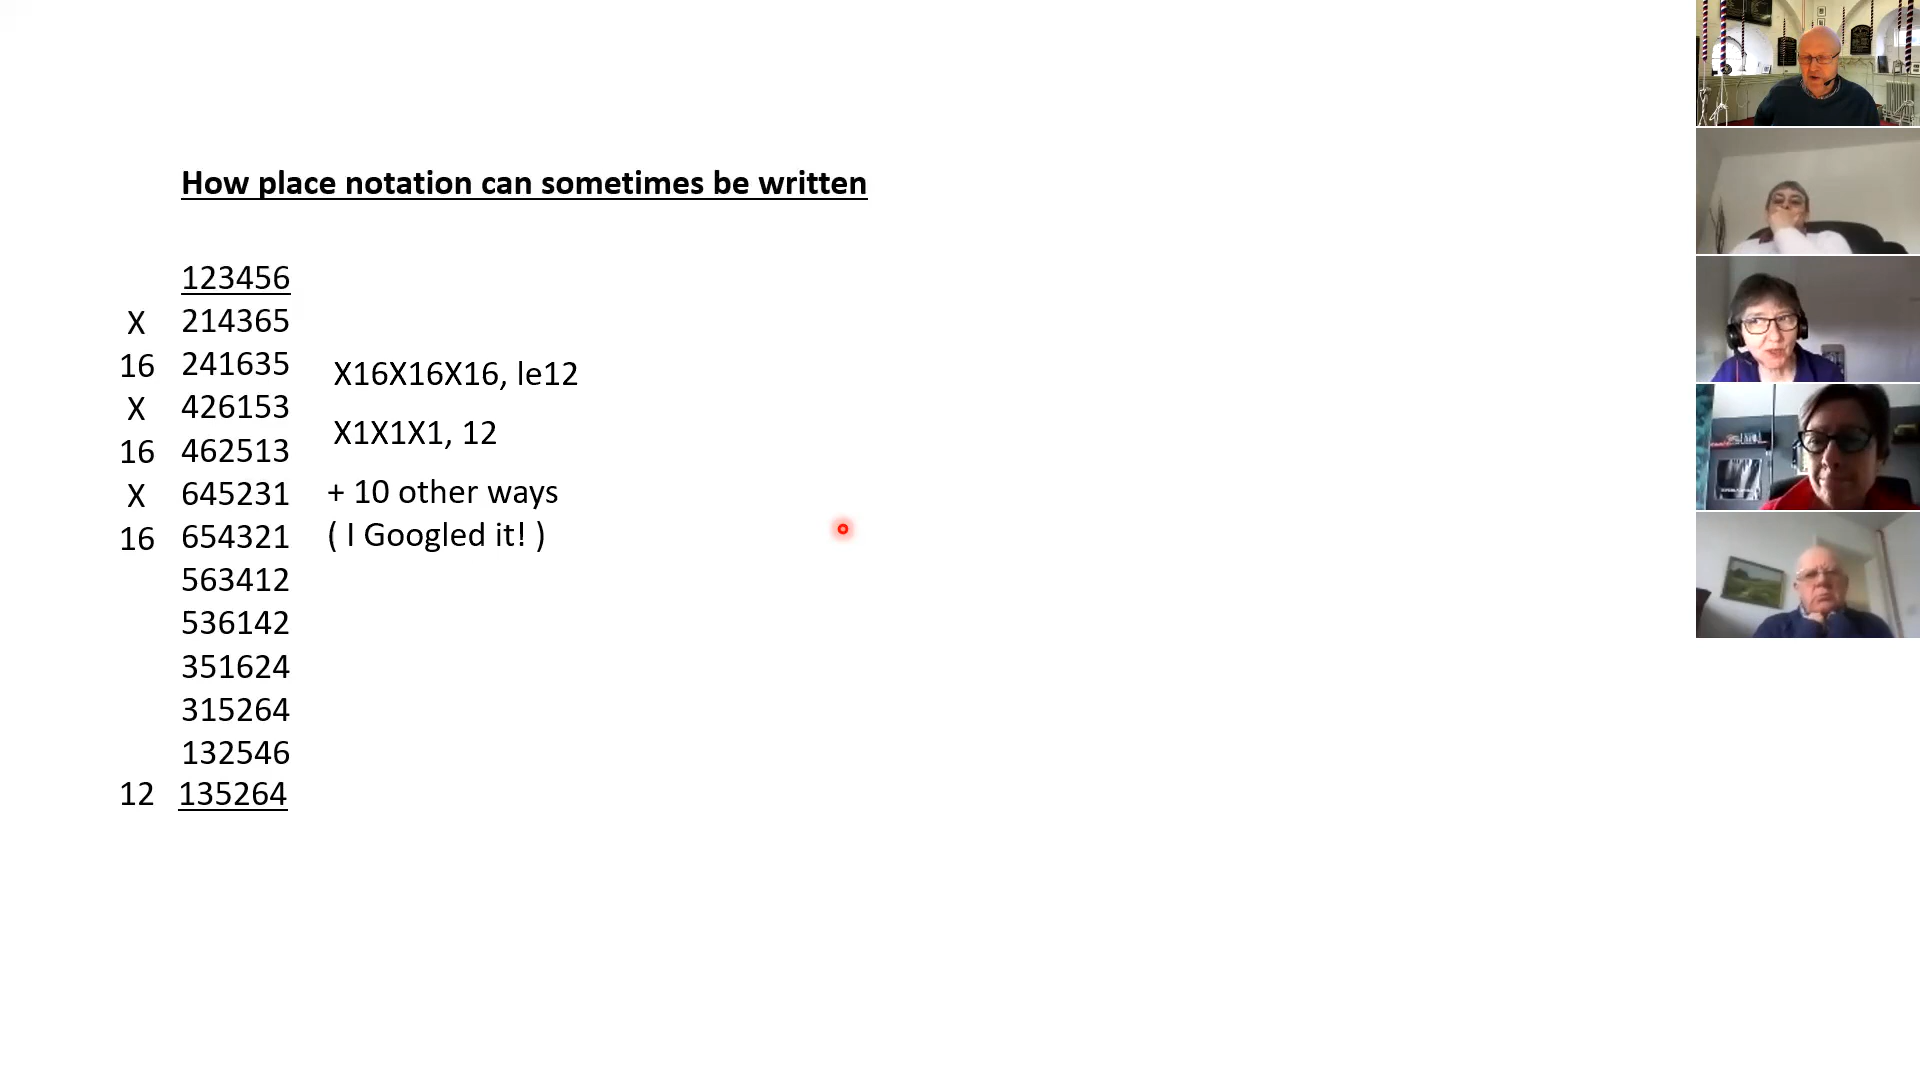 How place notation can sometimes be written
123456
X 214365
16 241635
X 426153
16 462513
X 645231
16 654321
563412
536142
351624
315264
132546
12 135264
X16X16X16, le12
X1X1X1, 12
+ 10 other ways
( I Googled it! )